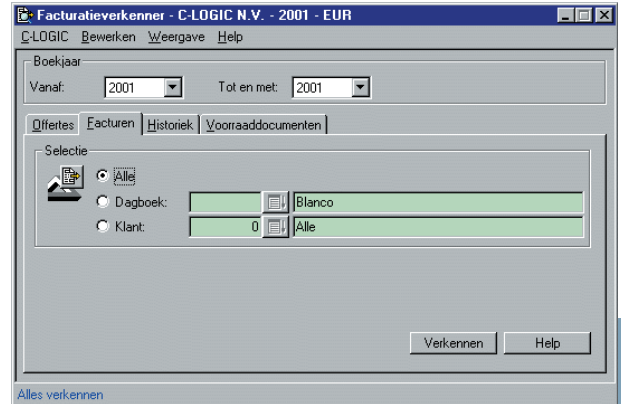 Facturatieverkenner - C-LOGIC N.V. - 2001 - EUR
C-LOGIC Bewerken Weergave Help
Boekjaar
Vanaf: 2001 Tot en met: 2001
Offertes Facturen Historiek Voorraaddocumenten
Selectie
Alle
Dagboek: Blanco
Klant: 0 Alle
Verkennen Help
Alles verkennen